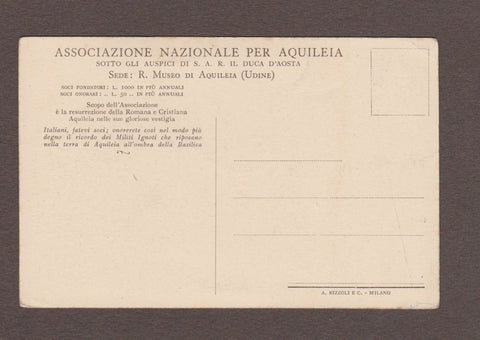 ASSOCIAZIONE NAZIONALE PER AQUILEIA
SOTTO GLI AUSPICI DI S. A. R. IL DUCA D'AOSTA
SEDE: R. MUSEO DI AQUILEIA (UDINE)
SOCI FONDATORI: L. 1000 IN PIÙ ANNUALI
SOCI ONORARI: .. L. 50 .. IN PIÙ ANNUALI
Scopo dell'Associazione
è la resurrezione della Romana e Cristiana
Aquileia nelle sue gloriose vestigia
Italiani, fatevi soci; onorerete così nel modo più
degno il ricordo dei Militi Ignoti che riposano
nella terra di Aquileia all'ombra della Basilica
A. RIZZOLI E C. - MILANO